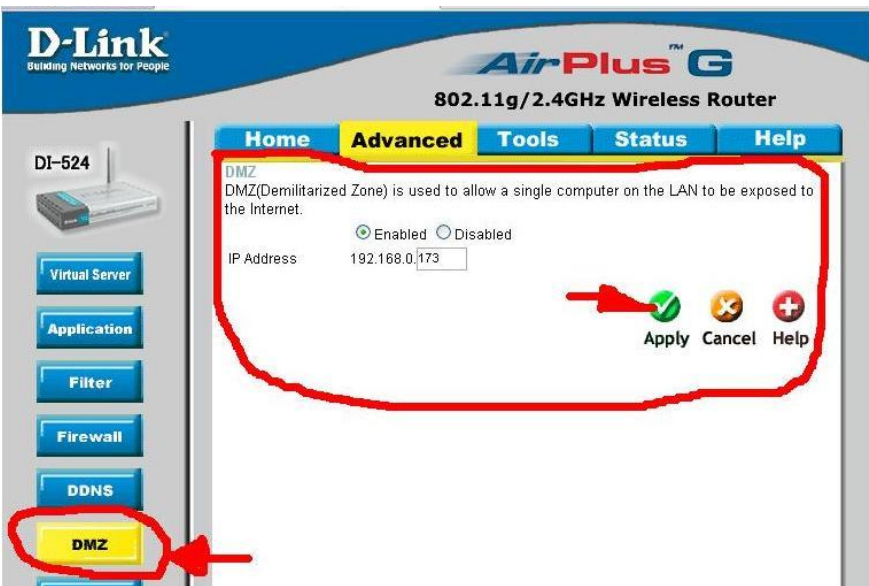 D-Link
Building Networks for People
AirPlus™ G
802.11g/2.4GHz Wireless Router
DI-524
Home Advanced Tools Status Help
DMZ
DMZ(Demilitarized Zone) is used to allow a single computer on the LAN to be exposed to
the Internet.
Enabled Disabled
IP Address 192.168.0.173
Apply Cancel Help
Virtual Server
Application
Filter
Firewall
DDNS
DMZ